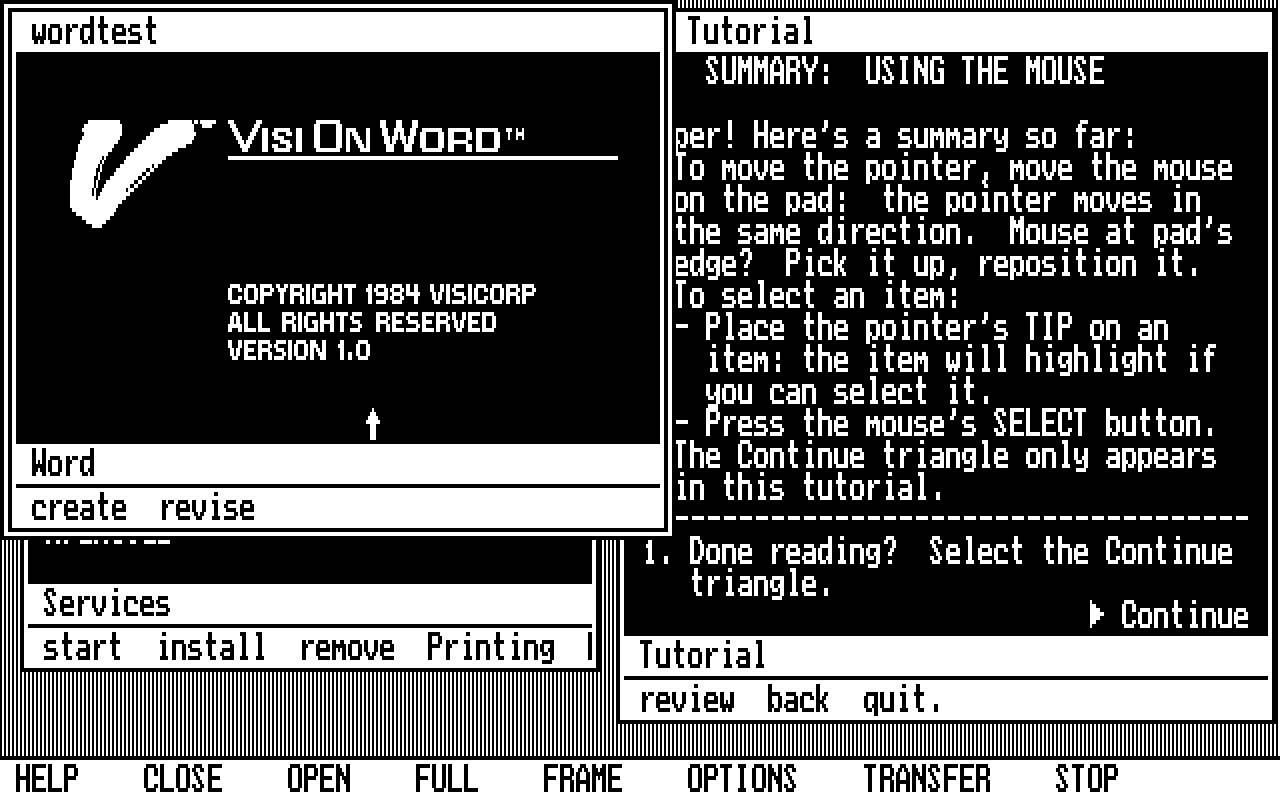 wordtest
VISI ON WORD™
COPYRIGHT 1984 VISICORP
ALL RIGHTS RESERVED
VERSION 1.0
Word
create revise
Services
start install remove Printing
Tutorial
SUMMARY: USING THE MOUSE
per! Here's a summary so far:
To move the pointer, move the mouse
on the pad: the pointer moves in
the same direction. Mouse at pad's
edge? Pick it up, reposition it.
To select an item:
- Place the pointer's TIP on an
item: the item will highlight if
you can select it.
- Press the mouse's SELECT button.
The Continue triangle only appears
in this tutorial.
1. Done reading? Select the Continue
triangle.
Continue
Tutorial
review back quit.
HELP CLOSE OPEN FULL FRAME OPTIONS TRANSFER STOP